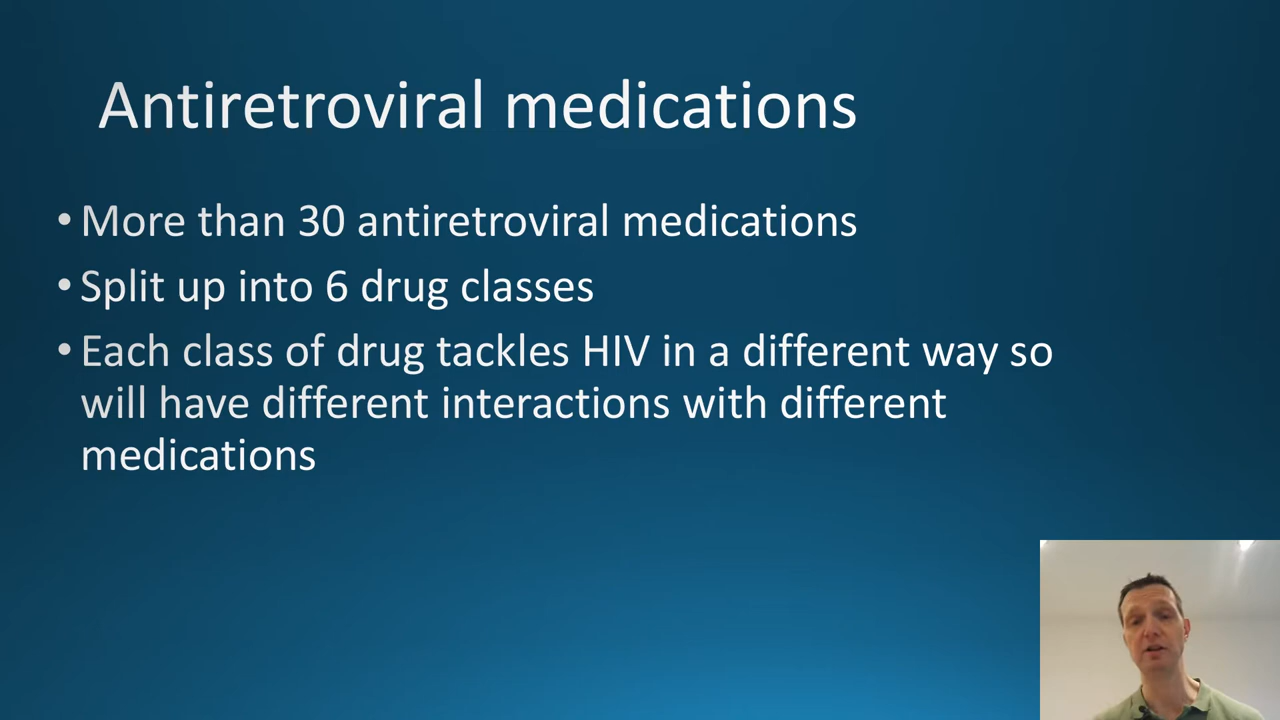 Antiretroviral medications
• More than 30 antiretroviral medications
• Split up into 6 drug classes
• Each class of drug tackles HIV in a different way so
will have different interactions with different
medications